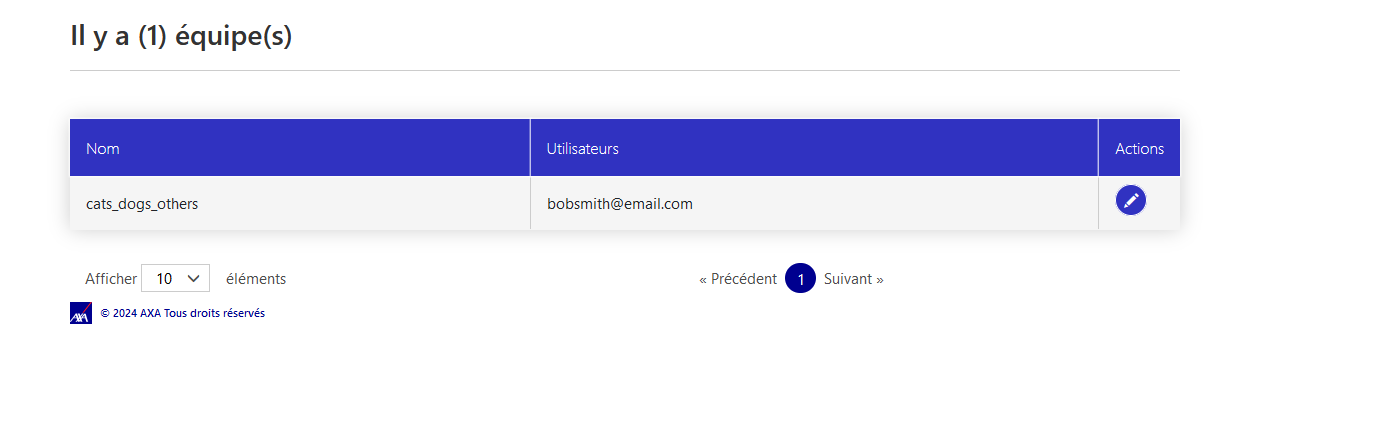 Il y a (1) équipe(s)
Nom Utilisateurs Actions
cats_dogs_others bobsmith@email.com
Afficher 10 éléments « Précédent 1 Suivant »
AXA © 2024 AXA Tous droits réservés